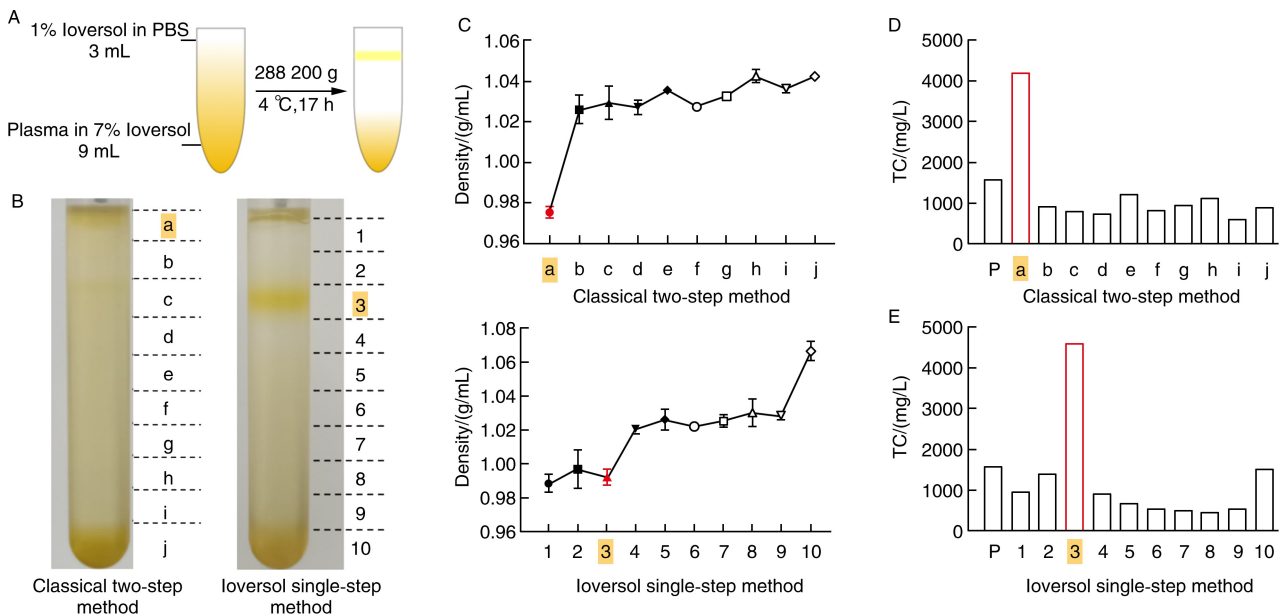 A
1% Ioversol in PBS
3 mL
288 200 g
4 ℃,17 h
Plasma in 7% Ioversol
9 mL
B
a
b
c
d
e
f
g
h
i
j
1
2
3
4
5
6
7
8
9
10
Classical two-step
method
Ioversol single-step
method
C
Density/(g/mL)
1.06
1.04
1.02
1.00
0.98
0.96
a b c d e f g h i j
Classical two-step method
Density/(g/mL)
1.08
1.06
1.04
1.02
1.00
0.98
0.96
1 2 3 4 5 6 7 8 9 10
Ioversol single-step method
D
TC/(mg/L)
5000
4000
3000
2000
1000
0
P a b c d e f g h i j
Classical two-step method
E
TC/(mg/L)
5000
4000
3000
2000
1000
0
P 1 2 3 4 5 6 7 8 9 10
Ioversol single-step method